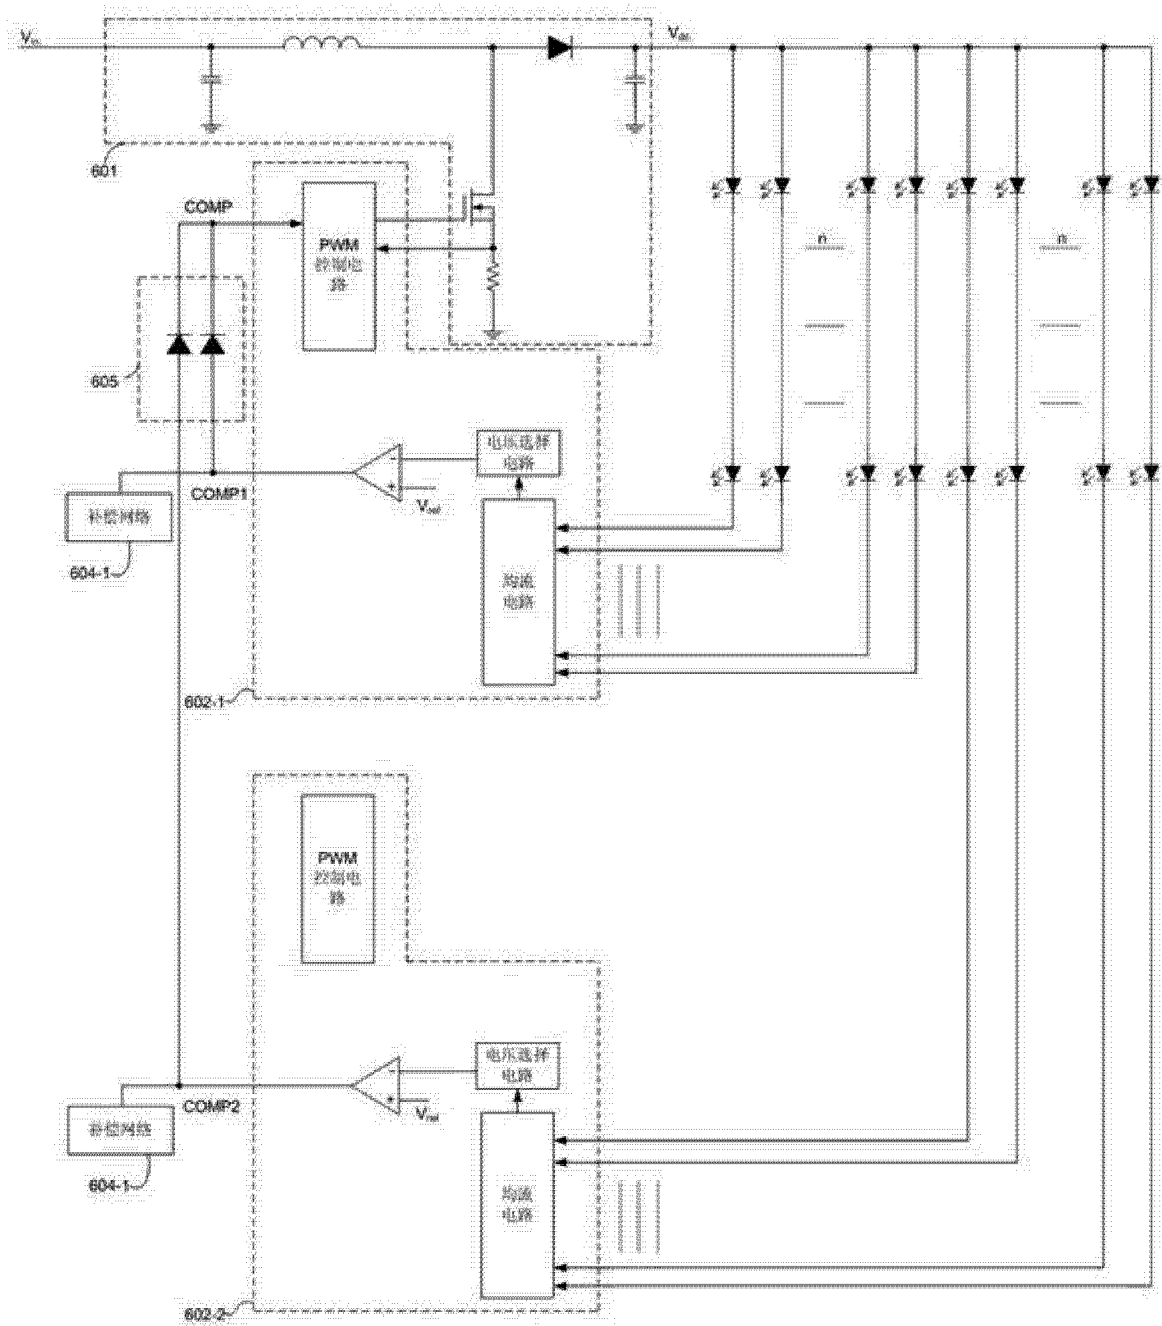 Vin
Vdc
601
COMP
PWM
控制电
路
n
n
605
电压选择
电路
COMP1
Vref
补偿网络
604-1
均流
电路
602-1
PWM
控制电
路
电压选择
电路
COMP2
Vref
补偿网络
604-1
均流
电路
602-2